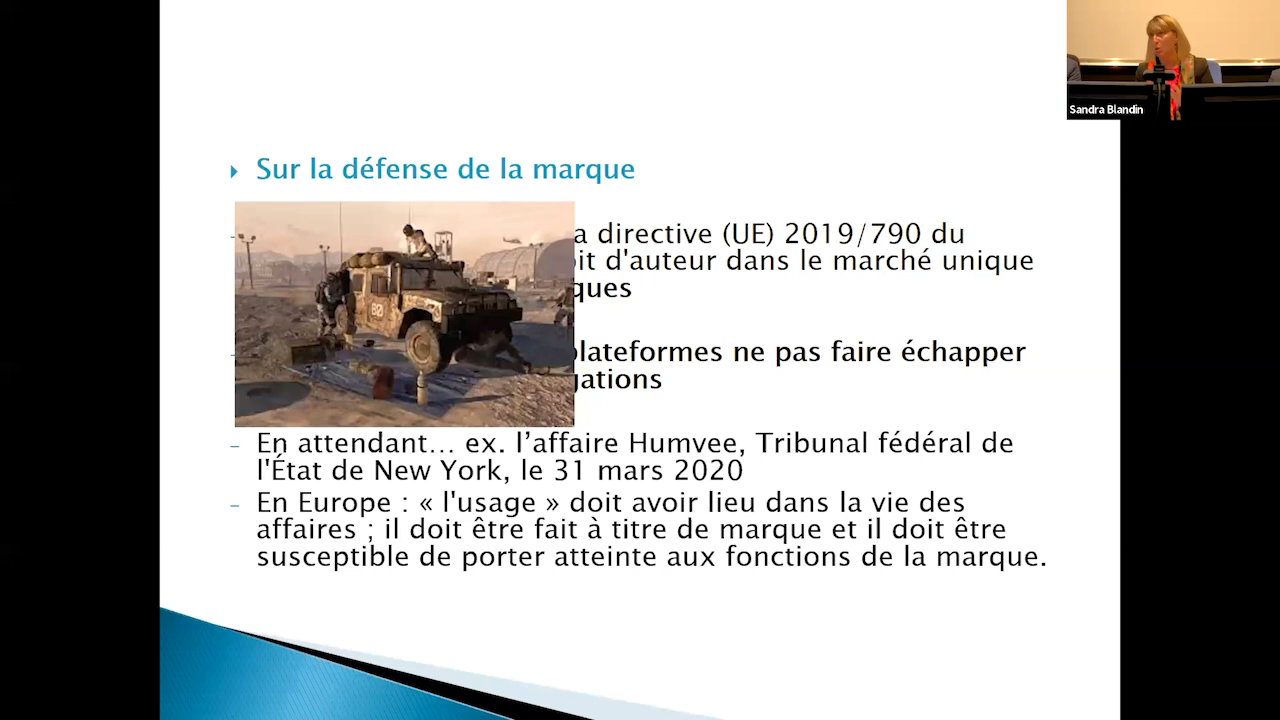 Sandra Blandin
Sur la défense de la marque
a directive (UE) 2019/790 du
it d'auteur dans le marché unique
ques
plateformes ne pas faire échapper
gations
- En attendant… ex. l’affaire Humvee, Tribunal fédéral de
l'État de New York, le 31 mars 2020
- En Europe : « l'usage » doit avoir lieu dans la vie des
affaires ; il doit être fait à titre de marque et il doit être
susceptible de porter atteinte aux fonctions de la marque.